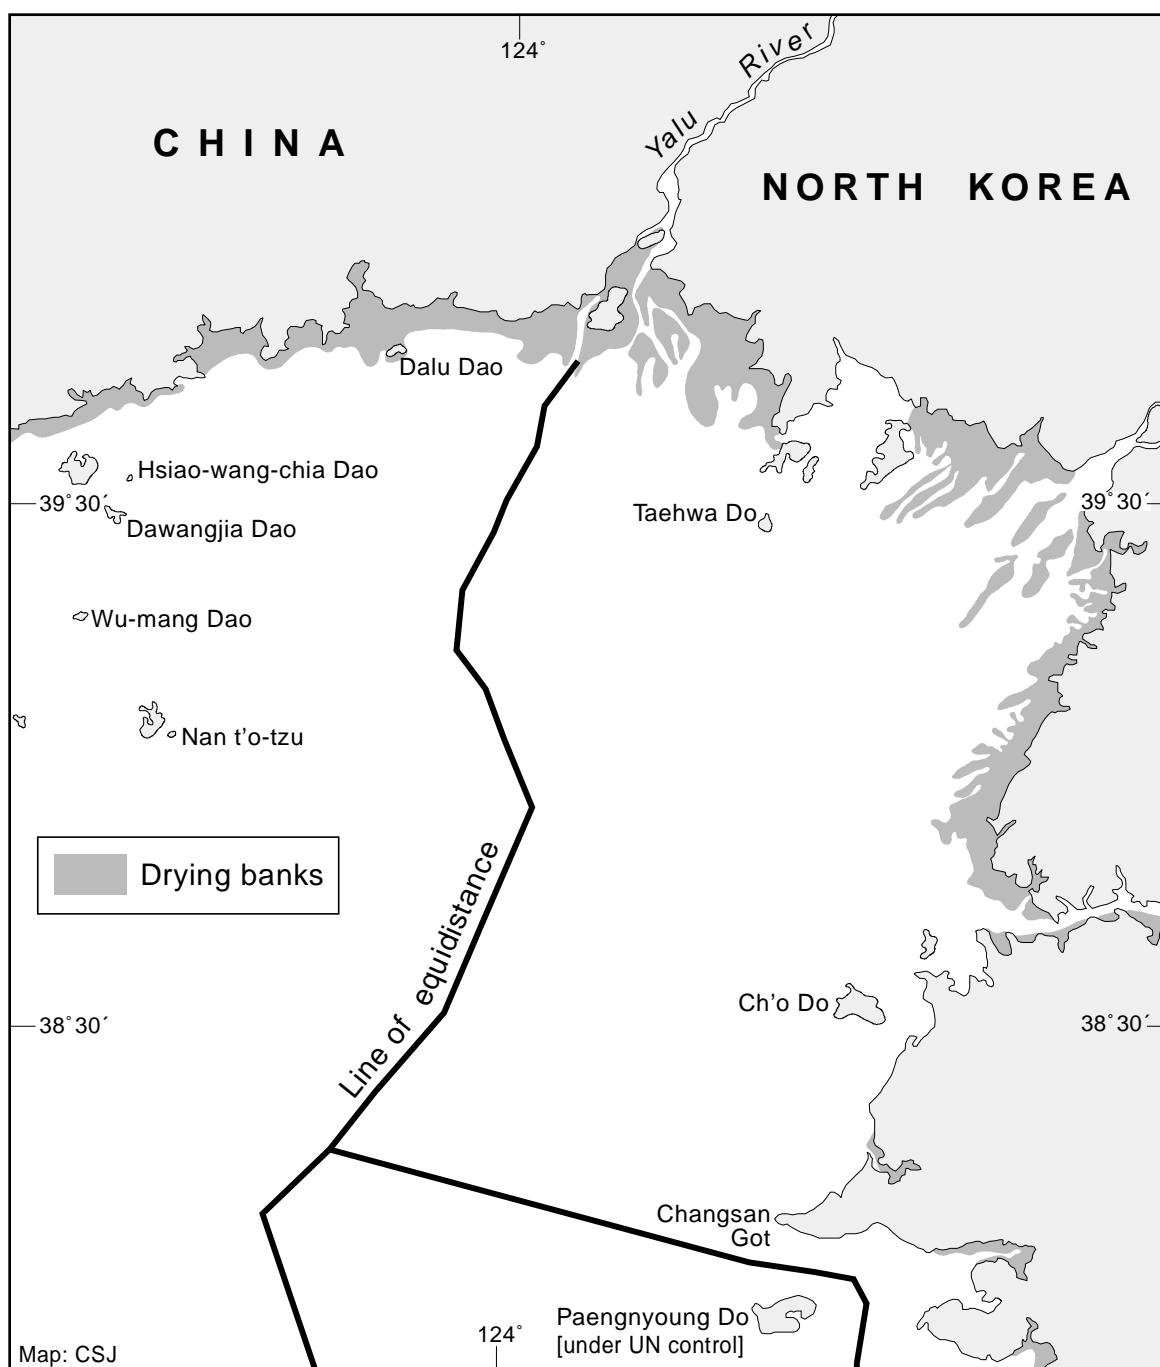 124°
Yalu River
CHINA
NORTH KOREA
Dalu Dao
Hsiao-wang-chia Dao
39°30´
39°30´
Taehwa Do
Dawangjia Dao
Wu-mang Dao
Nan t’o-tzu
Drying banks
Line of equidistance
Ch’o Do
38°30´
38°30´
Changsan
Got
Paengnyoung Do
[under UN control]
124°
Map: CSJ